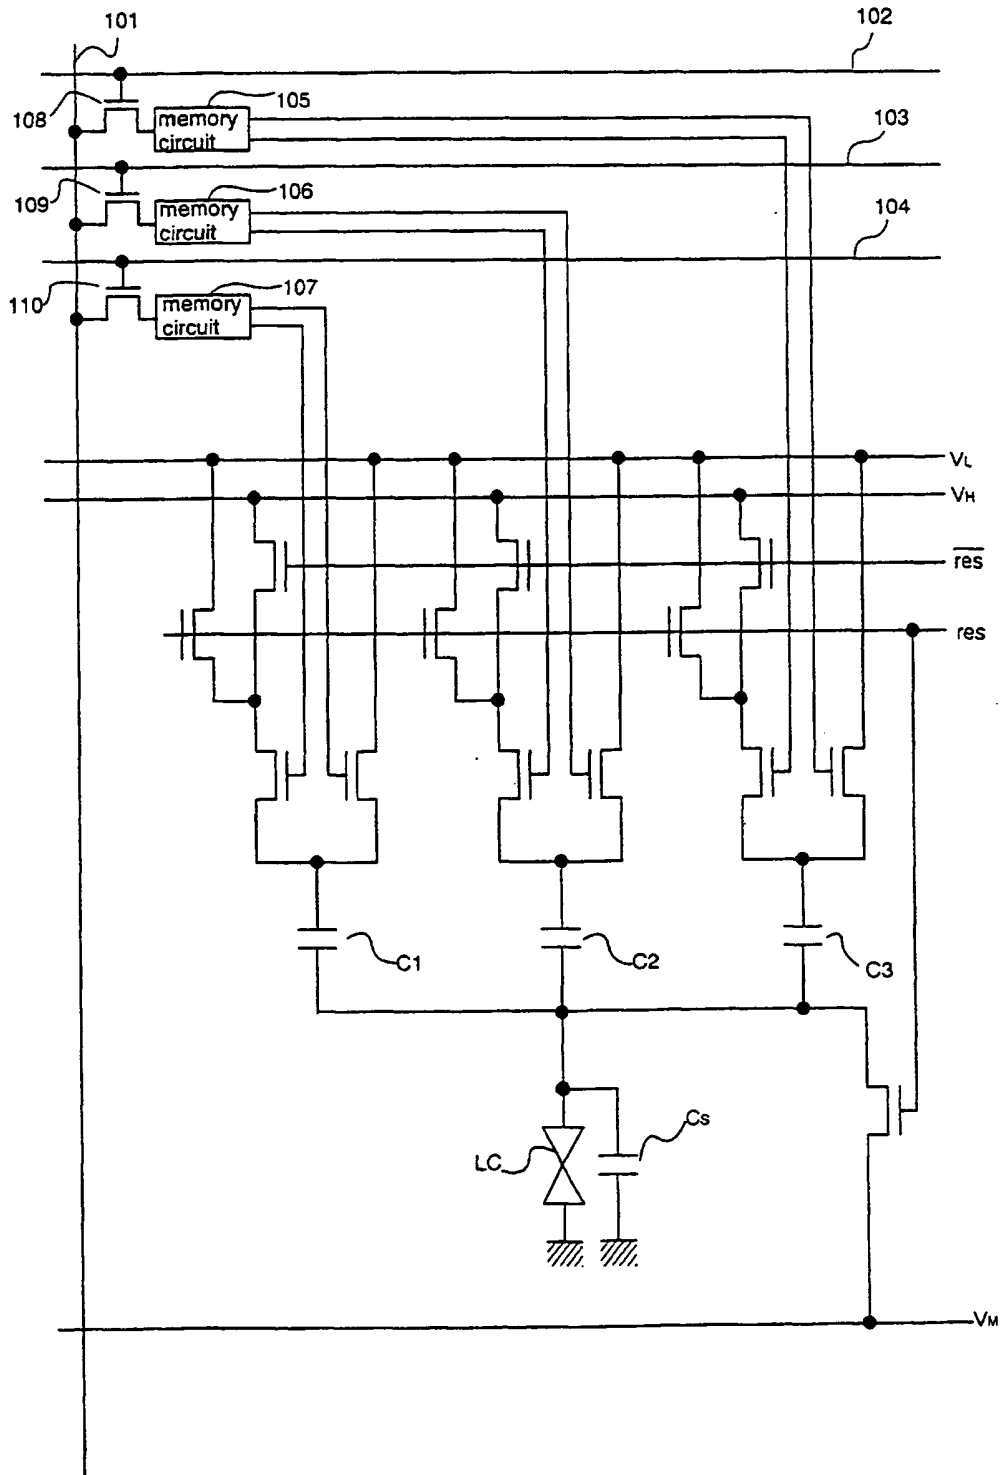 101
102
108
memory
circuit
105
103
109
memory
circuit
106
104
110
memory
circuit
107
VL
VH
res
res
C1
C2
C3
LC
Cs
VM